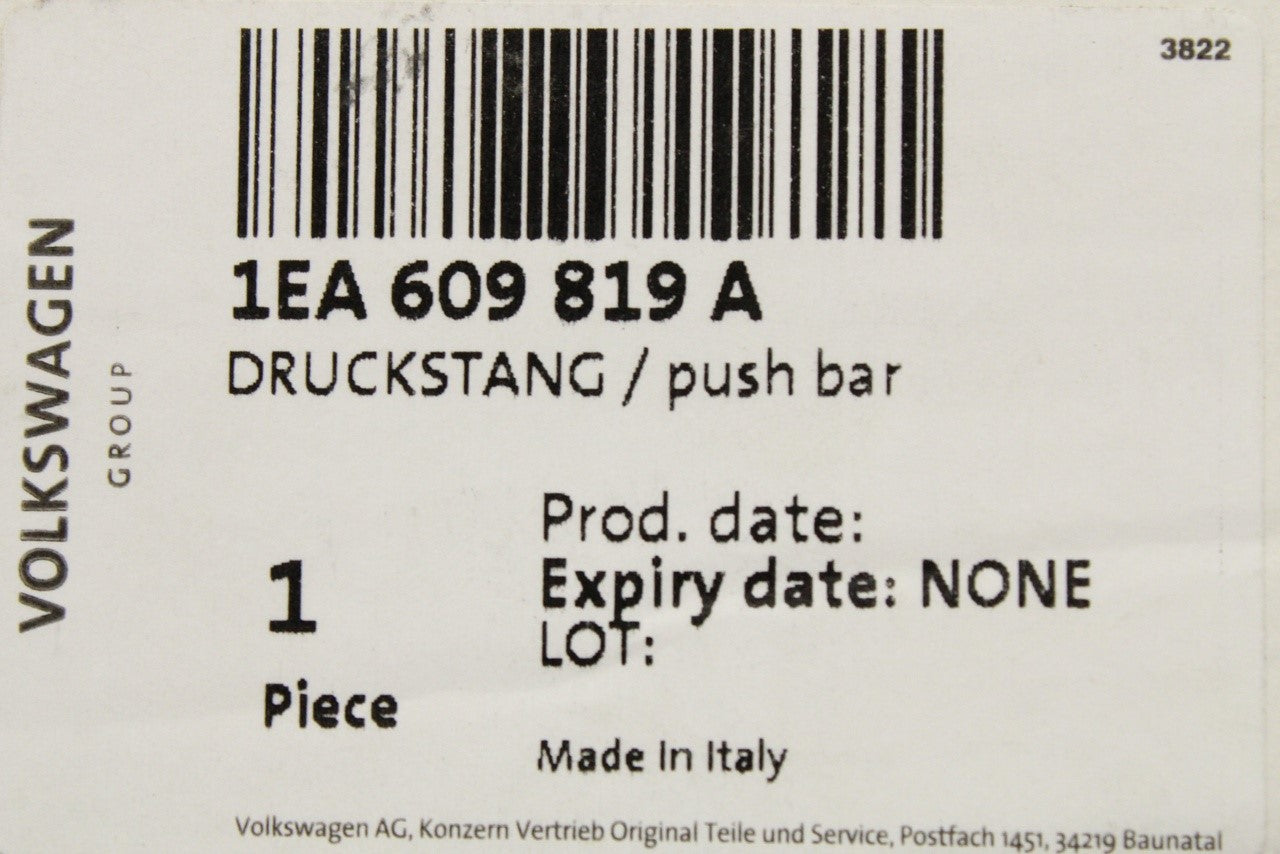 3822
1EA 609 819 A
DRUCKSTANG / push bar
VOLKSWAGEN
GROUP
Prod. date:
Expiry date: NONE
LOT:
1
Piece
Made In Italy
Volkswagen AG, Konzern Vertrieb Original Teile und Service, Postfach 1451, 34219 Baunatal